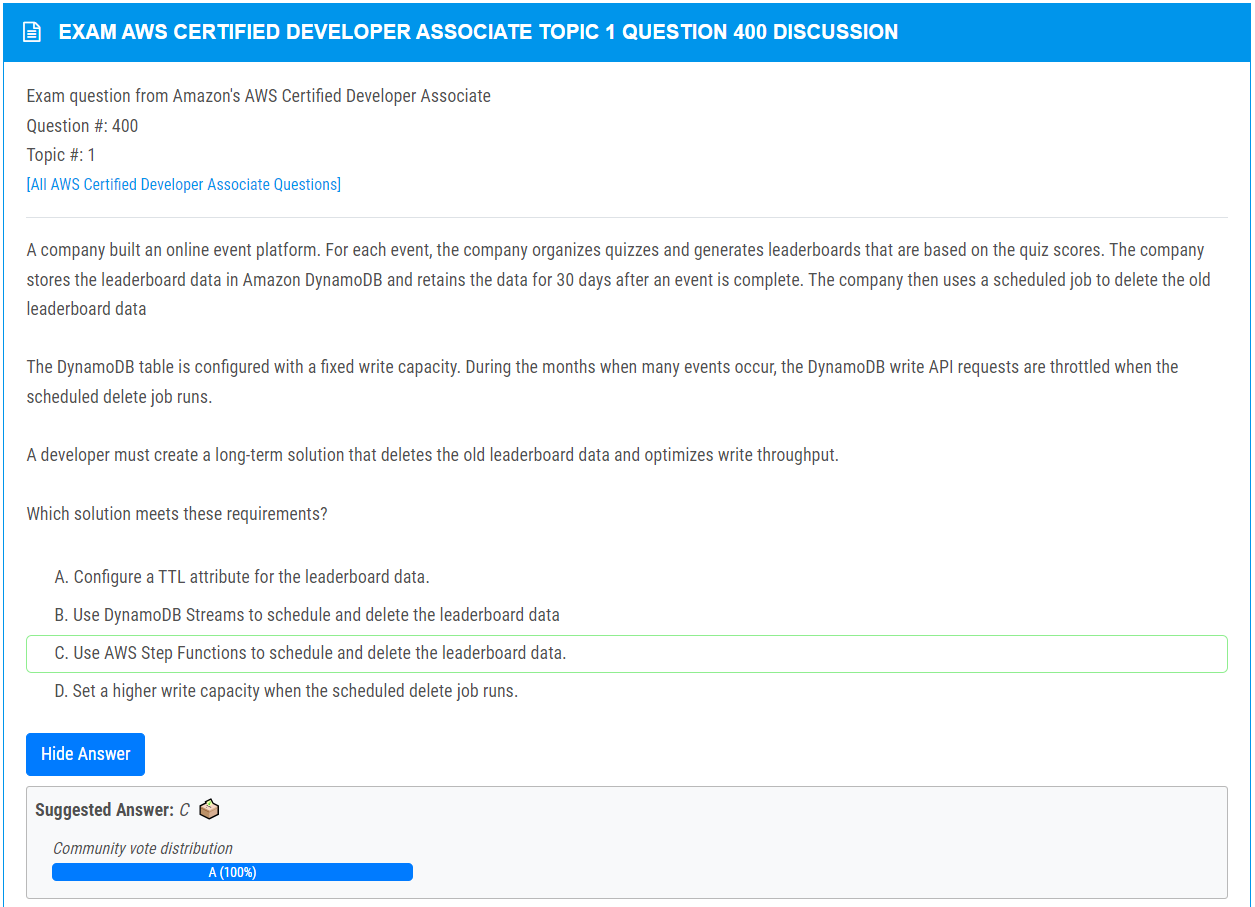 EXAM AWS CERTIFIED DEVELOPER ASSOCIATE TOPIC 1 QUESTION 400 DISCUSSION
Exam question from Amazon's AWS Certified Developer Associate
Question #: 400
Topic #: 1
[All AWS Certified Developer Associate Questions]
A company built an online event platform. For each event, the company organizes quizzes and generates leaderboards that are based on the quiz scores. The company
stores the leaderboard data in Amazon DynamoDB and retains the data for 30 days after an event is complete. The company then uses a scheduled job to delete the old
leaderboard data
The DynamoDB table is configured with a fixed write capacity. During the months when many events occur, the DynamoDB write API requests are throttled when the
scheduled delete job runs.
A developer must create a long-term solution that deletes the old leaderboard data and optimizes write throughput.
Which solution meets these requirements?
A. Configure a TTL attribute for the leaderboard data.
B. Use DynamoDB Streams to schedule and delete the leaderboard data
C. Use AWS Step Functions to schedule and delete the leaderboard data.
D. Set a higher write capacity when the scheduled delete job runs.
Hide Answer
Suggested Answer: C
Community vote distribution
A (100%)